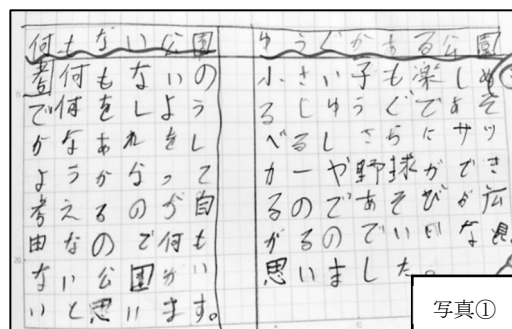 何もない公園
考 何もないの
で何をしよう
かなあれをし
ようかなって
考えるのが自
由なので何も
ない公園がい
いと思います。
ゆうぐがある公園
小さい子も楽しめ
るしゆうぐであそ
べるしさらにサッ
カーや野球ができ
るのであそびが広
がるのでいいな
思いました。
写真①